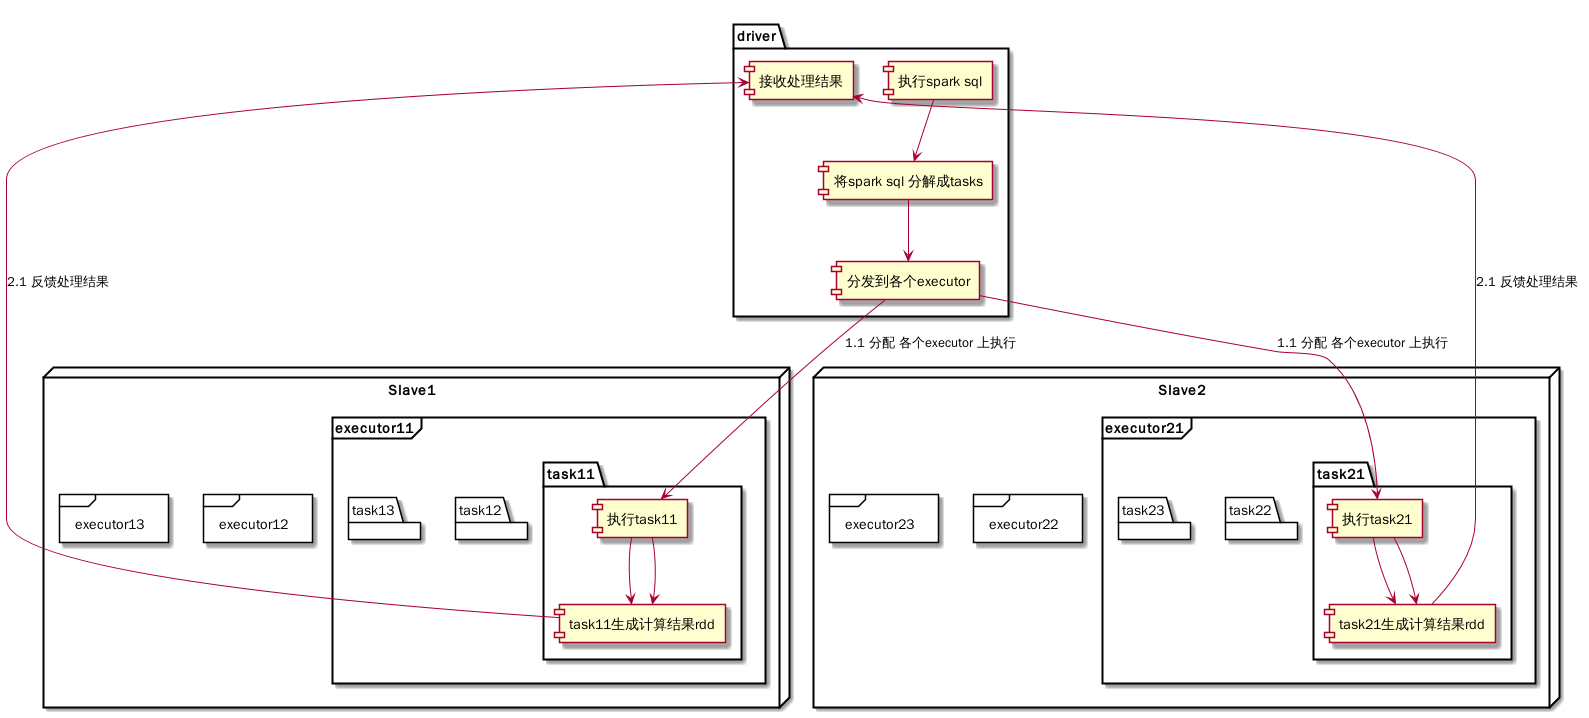 driver
接收处理结果
执行spark sql
将spark sql 分解成tasks
分发到各个executor
2.1 反馈处理结果
2.1 反馈处理结果
1.1 分配 各个executor 上执行
1.1 分配 各个executor 上执行
Slave1
executor11
task11
executor13
executor12
task13
task12
执行task11
task11生成计算结果rdd
Slave2
executor21
task21
executor23
executor22
task23
task22
执行task21
task21生成计算结果rdd